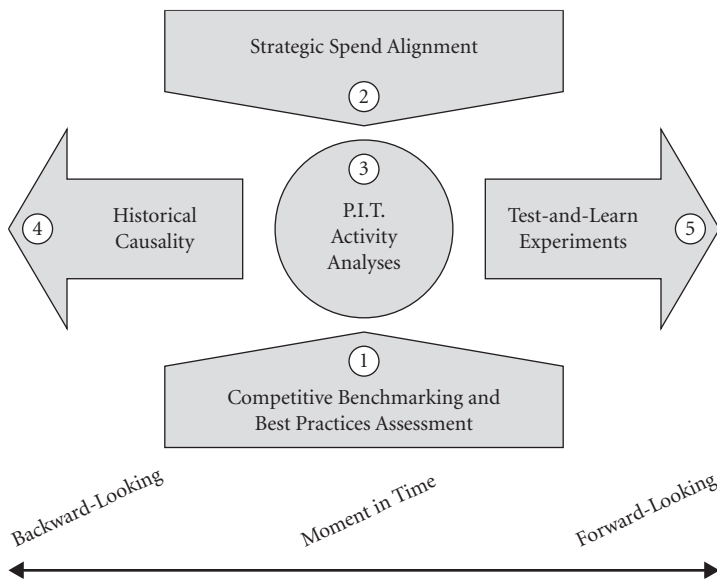 Strategic Spend Alignment
2
3
P.I.T.
Activity
Analyses
4
Historical
Causality
Test-and-Learn
Experiments
5
1
Competitive Benchmarking and
Best Practices Assessment
Backward-Looking
Moment in Time
Forward-Looking